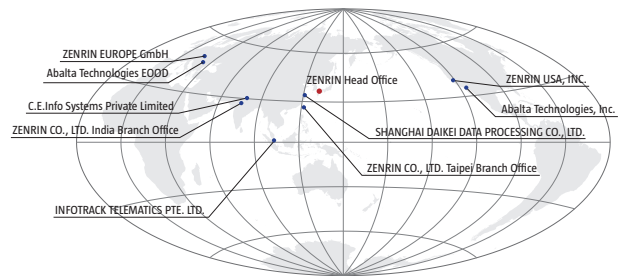 ZENRIN EUROPE GmbH
Abalta Technologies EOOD
ZENRIN Head Office
ZENRIN USA, INC.
C.E.Info Systems Private Limited
Abalta Technologies, Inc.
ZENRIN CO., LTD. India Branch Office
SHANGHAI DAIKEI DATA PROCESSING CO., LTD.
ZENRIN CO., LTD. Taipei Branch Office
INFOTRACK TELEMATICS PTE. LTD.